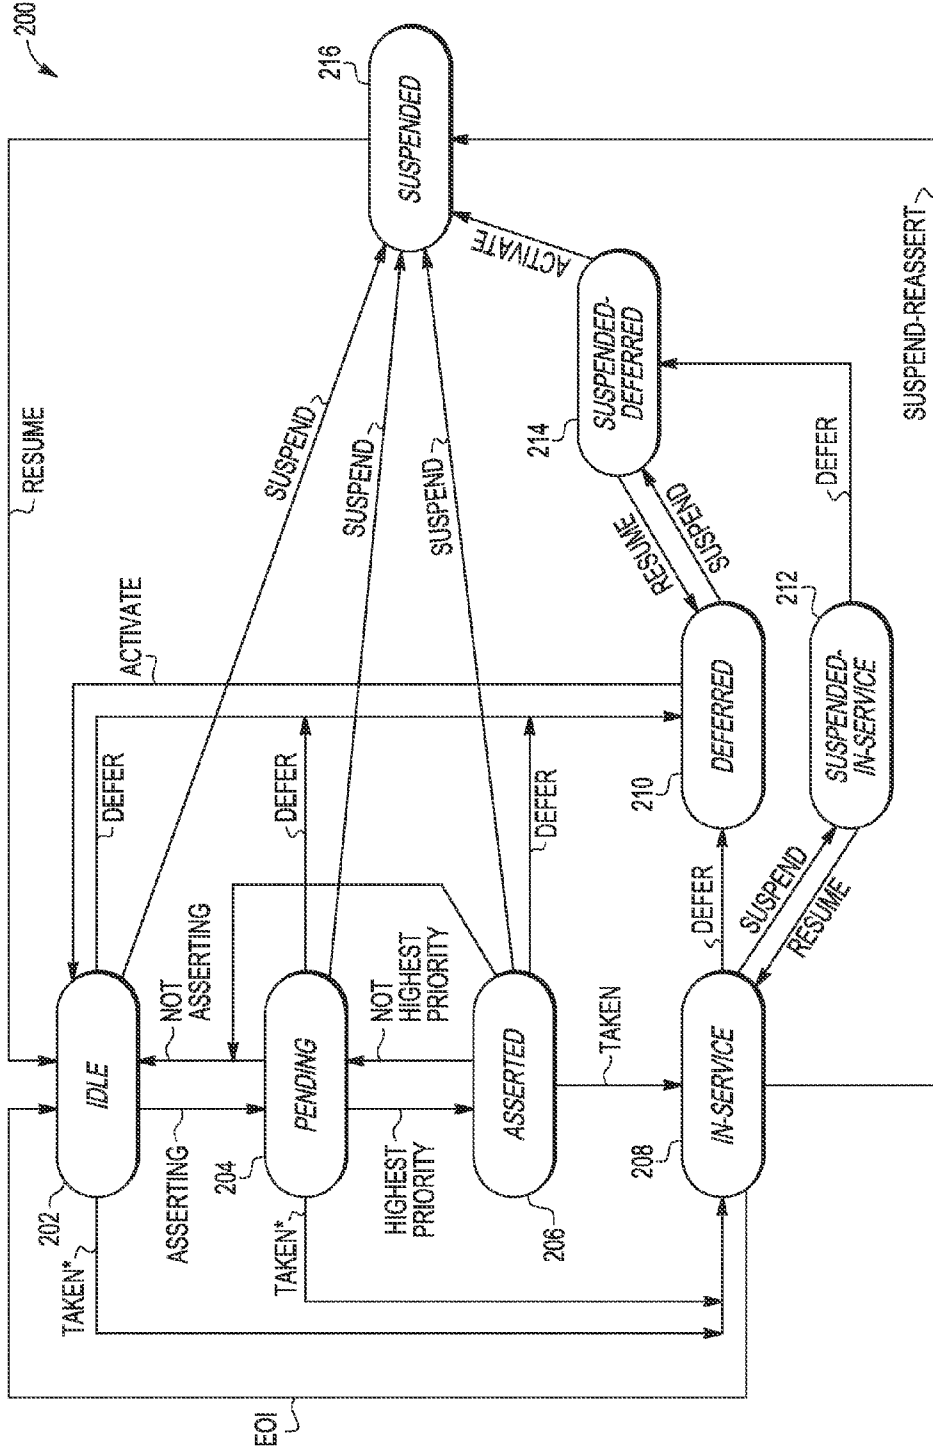 200
RESUME
ACTIVATE
SUSPEND
SUSPEND
SUSPEND
SUSPENDED
216
202
IDLE
DEFER
TAKEN*
ASSERTING
NOT
ASSERTING
204
PENDING
DEFER
TAKEN*
HIGHEST
PRIORITY
NOT
HIGHEST
PRIORITY
206
ASSERTED
DEFER
TAKEN
EOI
208
IN-SERVICE
DEFER
SUSPEND
RESUME
210
DEFERRED
RESUME
SUSPEND
212
SUSPENDED-
IN-SERVICE
DEFER
214
SUSPENDED-
DEFERRED
ACTIVATE
SUSPEND-REASSERT